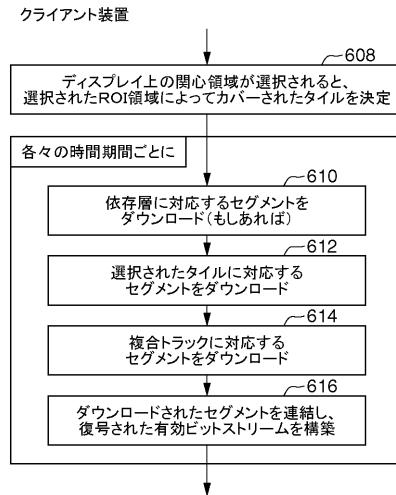 クライアント装置
608
ディスプレイ上の関心領域が選択されると、
選択されたROI領域によってカバーされたタイルを決定
各々の時間期間ごとに
610
依存層に対応するセグメントを
ダウンロード(もしあれば)
612
選択されたタイルに対応する
セグメントをダウンロード
614
複合トラックに対応する
セグメントをダウンロード
616
ダウンロードされたセグメントを連結し、
復号された有効ビットストリームを構築